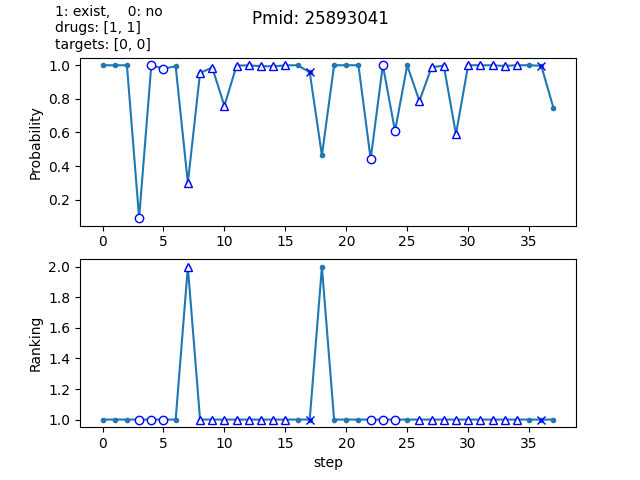 1: exist,    0: no
Pmid: 25893041
drugs: [1, 1]
targets: [0, 0]
1.0
0.8
0.6
0.4
0.2
Probability
0 5 10 15 20 25 30 35
2.0
1.8
1.6
1.4
1.2
1.0
Ranking
0 5 10 15 20 25 30 35
step